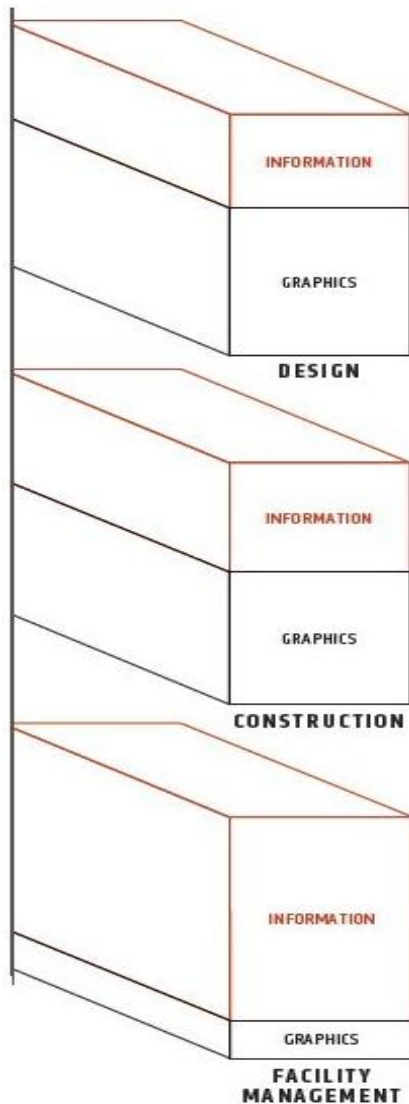 INFORMATION
GRAPHICS
DESIGN
INFORMATION
GRAPHICS
CONSTRUCTION
INFORMATION
GRAPHICS
FACILITY
MANAGEMENT